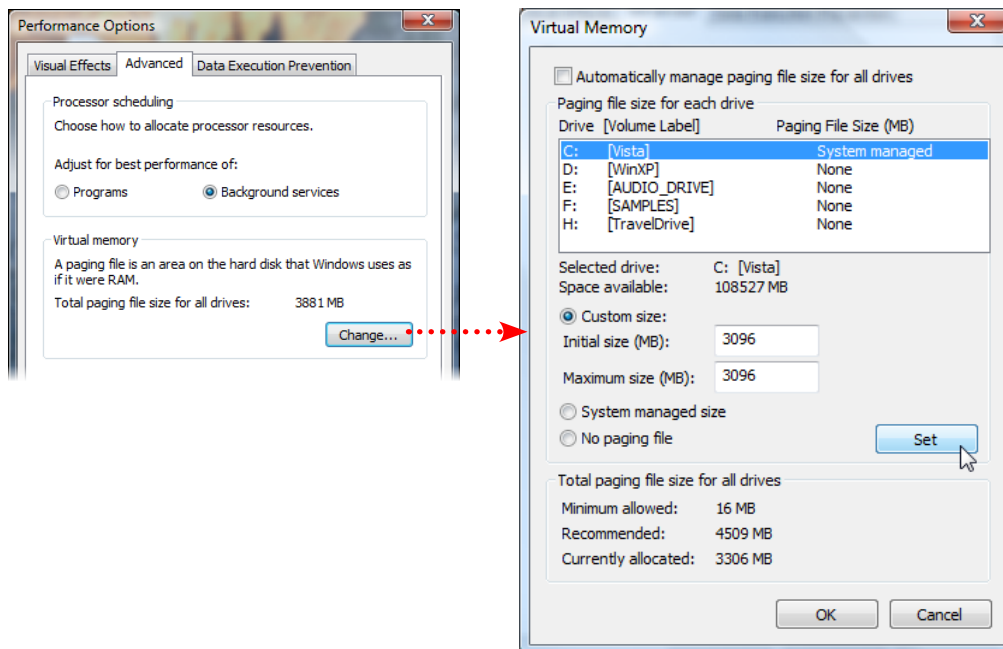 Performance Options
Visual Effects Advanced Data Execution Prevention
Processor scheduling
Choose how to allocate processor resources.
Adjust for best performance of:
Programs Background services
Virtual memory
A paging file is an area on the hard disk that Windows uses as
if it were RAM.
Total paging file size for all drives: 3881 MB
Change...
Virtual Memory
Automatically manage paging file size for all drives
Paging file size for each drive
Drive [Volume Label] Paging File Size (MB)
C: [Vista] System managed
D: [WinXP] None
E: [AUDIO_DRIVE] None
F: [SAMPLES] None
H: [TravelDrive] None
Selected drive: C: [Vista]
Space available: 108527 MB
Custom size:
Initial size (MB): 3096
Maximum size (MB): 3096
System managed size
No paging file Set
Total paging file size for all drives
Minimum allowed: 16 MB
Recommended: 4509 MB
Currently allocated: 3306 MB
OK Cancel